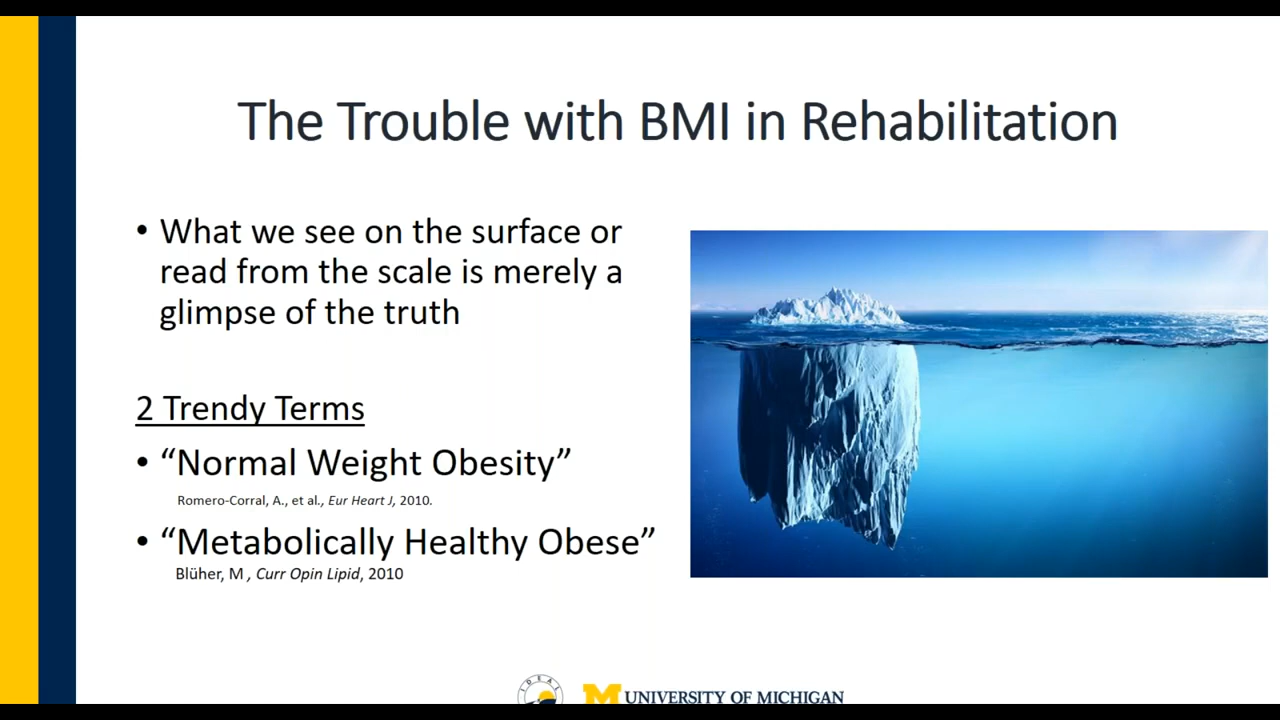 The Trouble with BMI in Rehabilitation
• What we see on the surface or
read from the scale is merely a
glimpse of the truth
2 Trendy Terms
• “Normal Weight Obesity”
Romero-Corral, A., et al., Eur Heart J, 2010.
• “Metabolically Healthy Obese”
Blüher, M , Curr Opin Lipid, 2010
IDEAL
M UNIVERSITY OF MICHIGAN